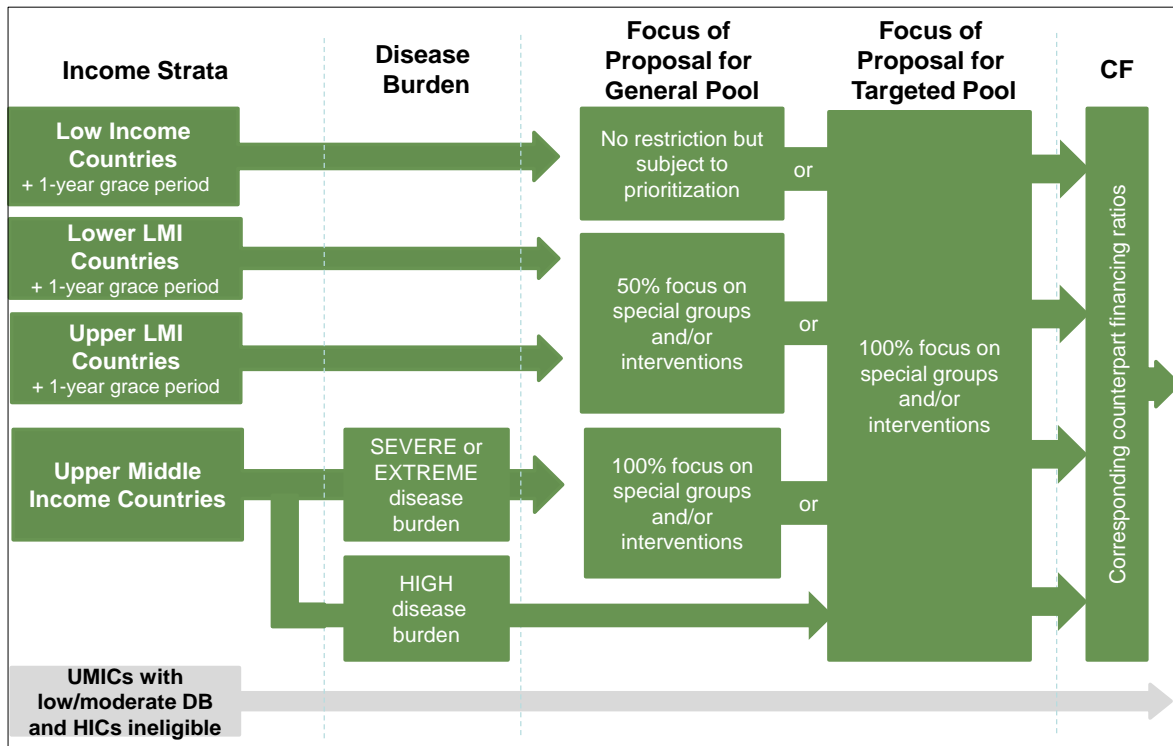 Income Strata
Disease
Burden
Focus of
Proposal for
General Pool
Focus of
Proposal for
Targeted Pool
CF
Low Income
Countries
+ 1-year grace period
No restriction but
subject to
prioritization
or
Lower LMI
Countries
+ 1-year grace period
50% focus on
special groups
and/or
interventions
or
Upper LMI
Countries
+ 1-year grace period
100% focus on
special groups
and/or
interventions
Corresponding counterpart financing ratios
Upper Middle
Income Countries
SEVERE or
EXTREME
disease
burden
100% focus on
special groups
and/or
interventions
or
HIGH
disease
burden
UMICs with
low/moderate DB
and HICs ineligible